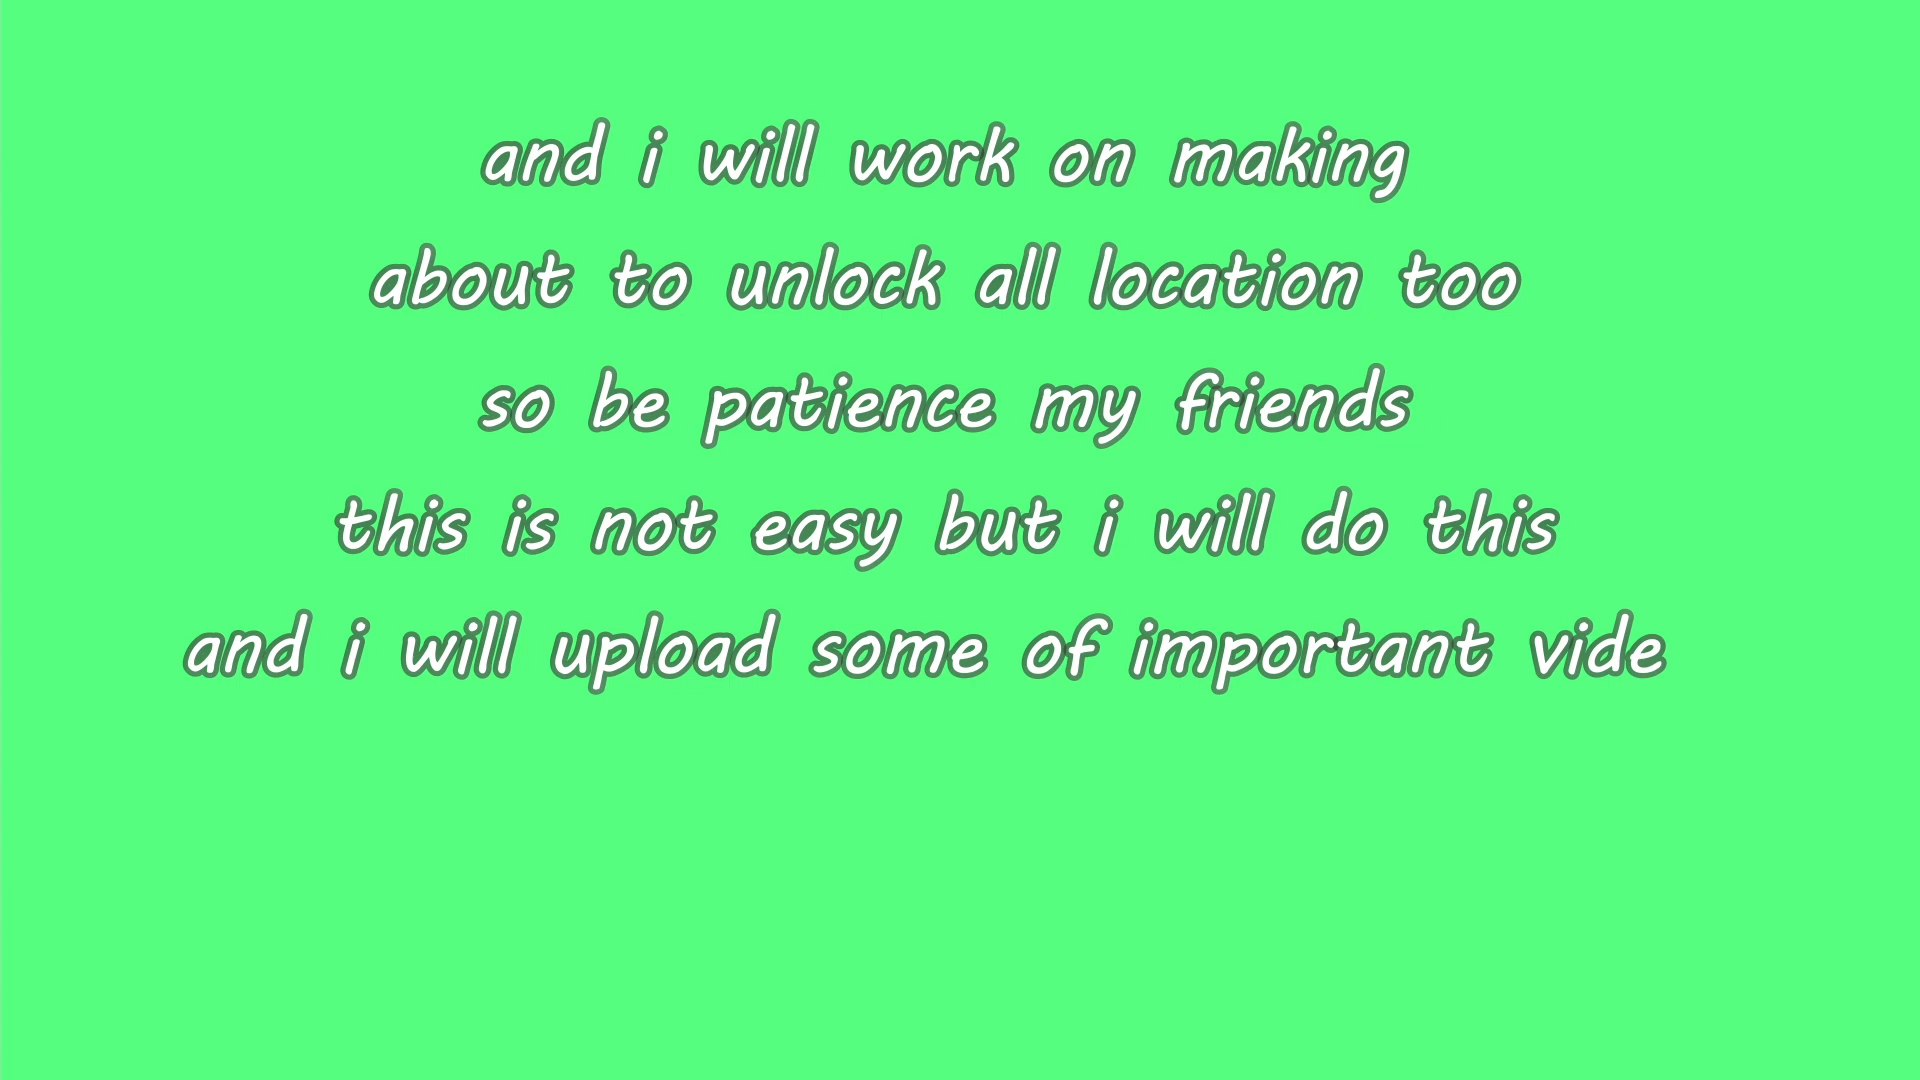 and i will work on making
about to unlock all location too
so be patience my friends
this is not easy but i will do this
and i will upload some of important vide